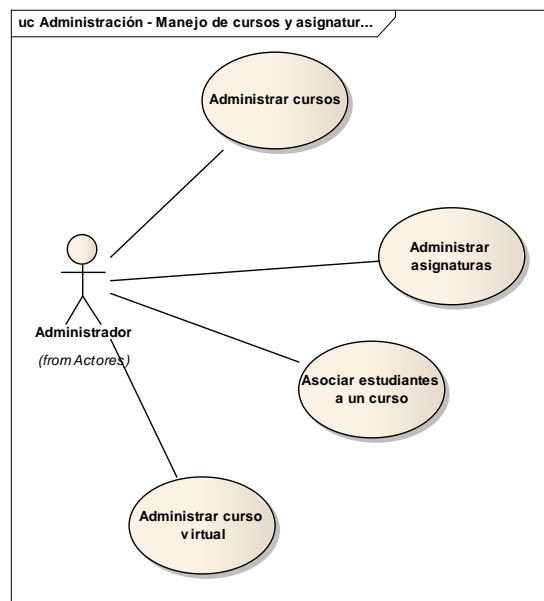 uc Administración - Manejo de cursos y asignatur...
Administrar cursos
Administrar
asignaturas
Administrador
(from Actores)
Asociar estudiantes
a un curso
Administrar curso
virtual